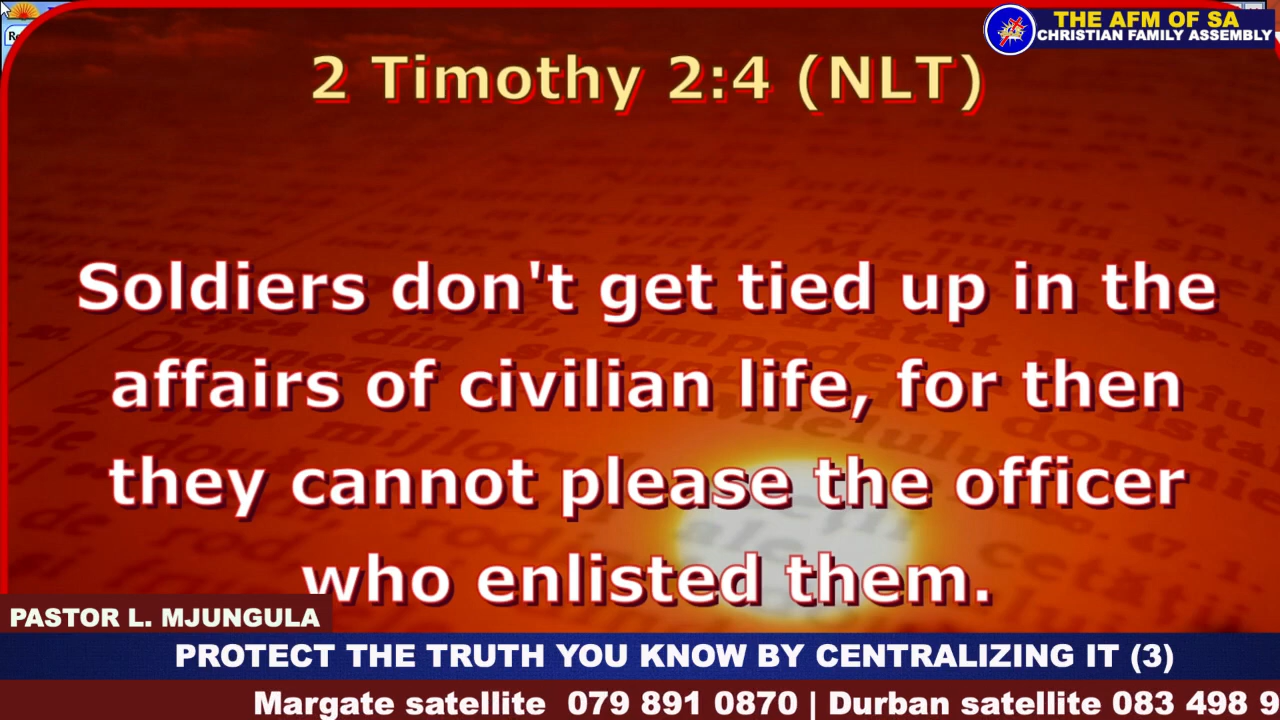 THE AFM OF SA
CHRISTIAN FAMILY ASSEMBLY
2 Timothy 2:4 (NLT)
Soldiers don't get tied up in the
affairs of civilian life, for then
they cannot please the officer
who enlisted them.
PASTOR L. MJUNGULA
PROTECT THE TRUTH YOU KNOW BY CENTRALIZING IT (3)
Margate satellite 079 891 0870 | Durban satellite 083 498 9